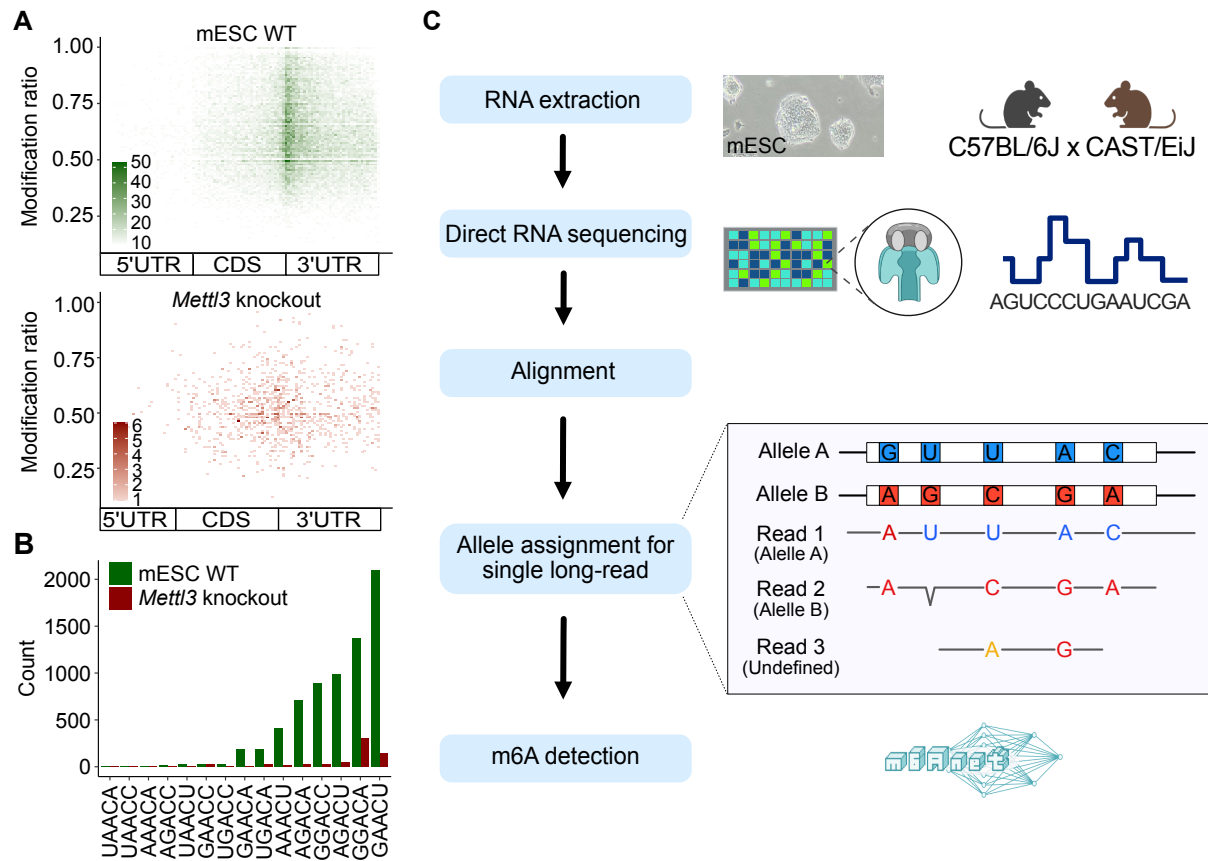 A
mESC WT
Modification ratio
1.00
0.75
0.50
0.25
50
40
30
20
10
5'UTR CDS 3'UTR
Mettl3 knockout
Modification ratio
1.00
0.75
0.50
0.25
6
5
4
3
2
1
5'UTR CDS 3'UTR
B
mESC WT
Mettl3 knockout
Count
2000
1500
1000
500
0
UAACA
UAACC
AAACA
AGACC
UAACU
GAACC
UGACC
GAACA
UGACA
AAACU
AGACA
GGACC
AGACU
GGACA
GAACU
C
RNA extraction
mESC
C57BL/6J x CAST/EiJ
Direct RNA sequencing
AGUCCCUGAAUCGA
Alignment
Allele assignment for
single long-read
Allele A G U U A C
Allele B A G C G A
Read 1 A U U A C
(Alelle A)
Read 2 A C G A
(Alelle B)
Read 3 A G
(Undefined)
m6A detection
m6Anet